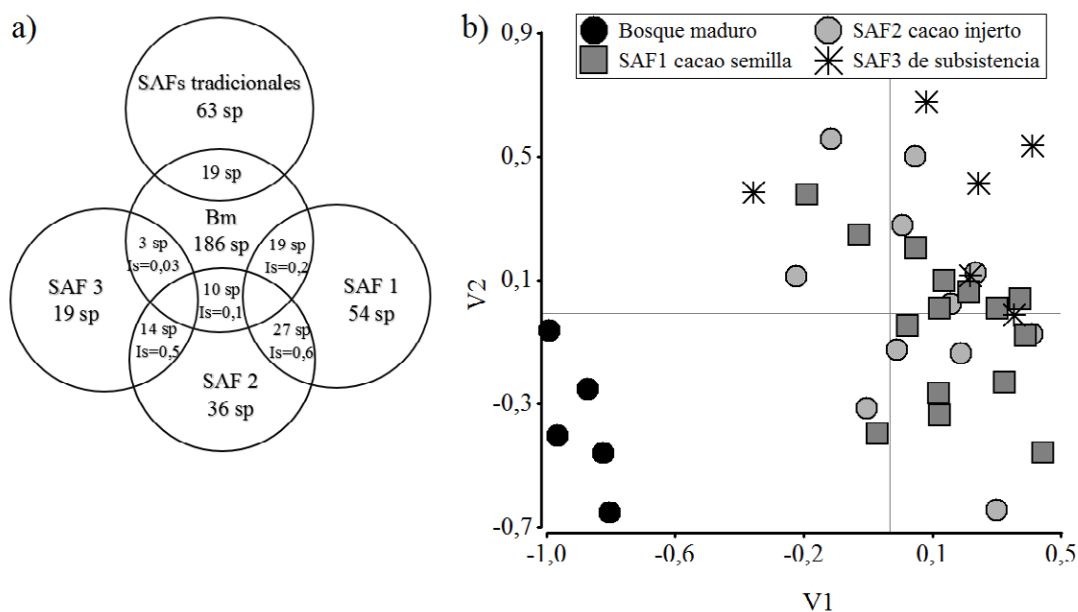 a)
SAFs tradicionales
63 sp
19 sp
Bm
186 sp
3 sp
Is=0,03
19 sp
Is=0,2
SAF 3
19 sp
10 sp
Is=0,1
SAF 1
54 sp
14 sp
Is=0,5
27 sp
Is=0,6
SAF 2
36 sp
b)
Bosque maduro
SAF2 cacao injerto
SAF1 cacao semilla
SAF3 de subsistencia
0,9
0,5
0,1
-0,3
-0,7
V2
-1,0
-0,6
-0,2
0,1
0,5
V1